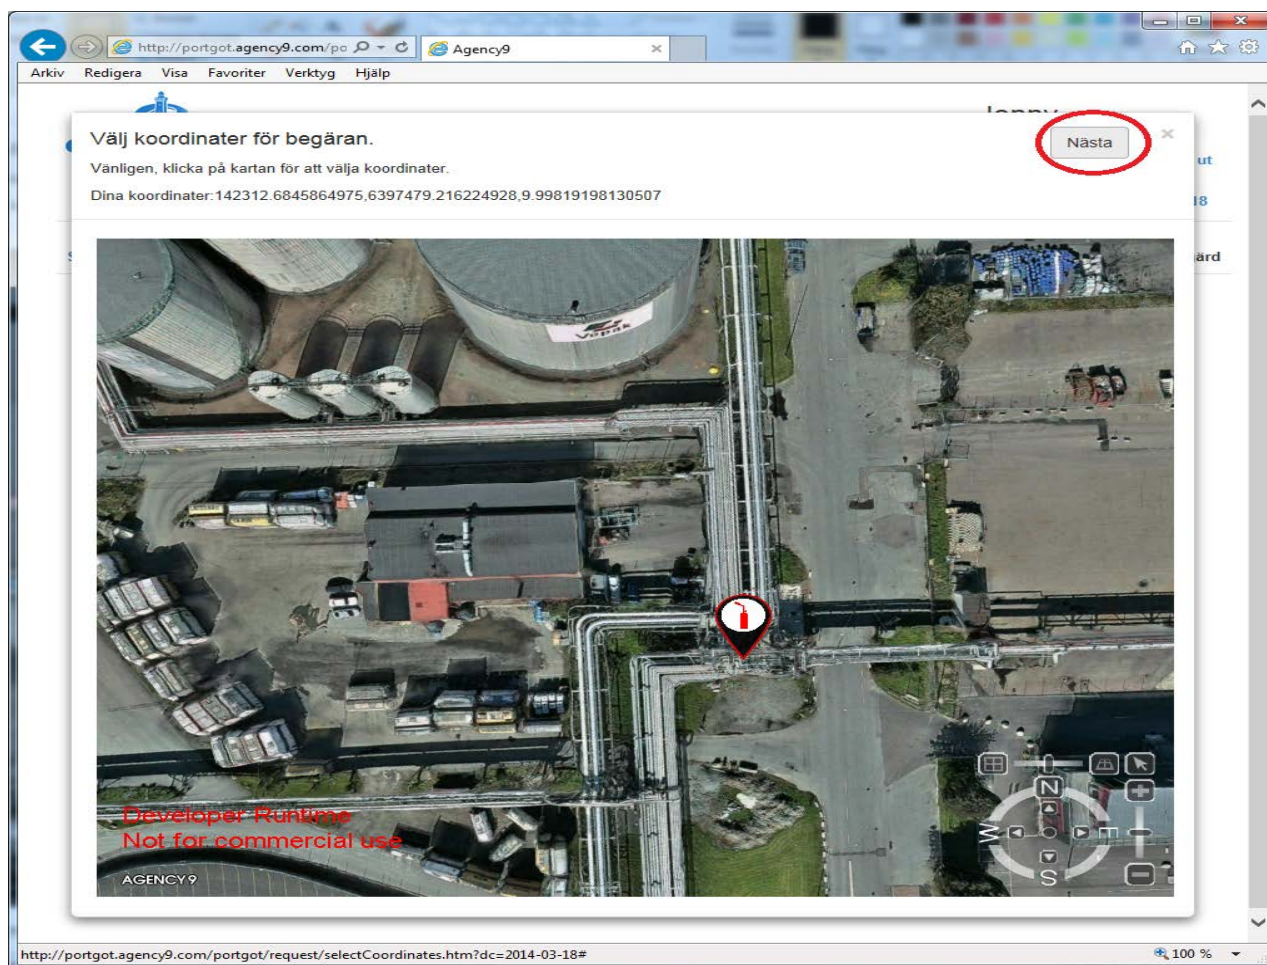 http://portgot.agency9.com/po
Agency9
Arkiv Redigera Visa Favoriter Verktyg Hjälp
Välj koordinater för begäran.
Nästa
Vänligen, klicka på kartan för att välja koordinater.
ut
Dina koordinater:142312.6845864975,6397479.216224928,9.99819198130507
18
ärd
Vopak
Developer Runtime
Not for commercial use
AGENCY9
N
W
E
S
http://portgot.agency9.com/portgot/request/selectCoordinates.htm?dc=2014-03-18#
100 %